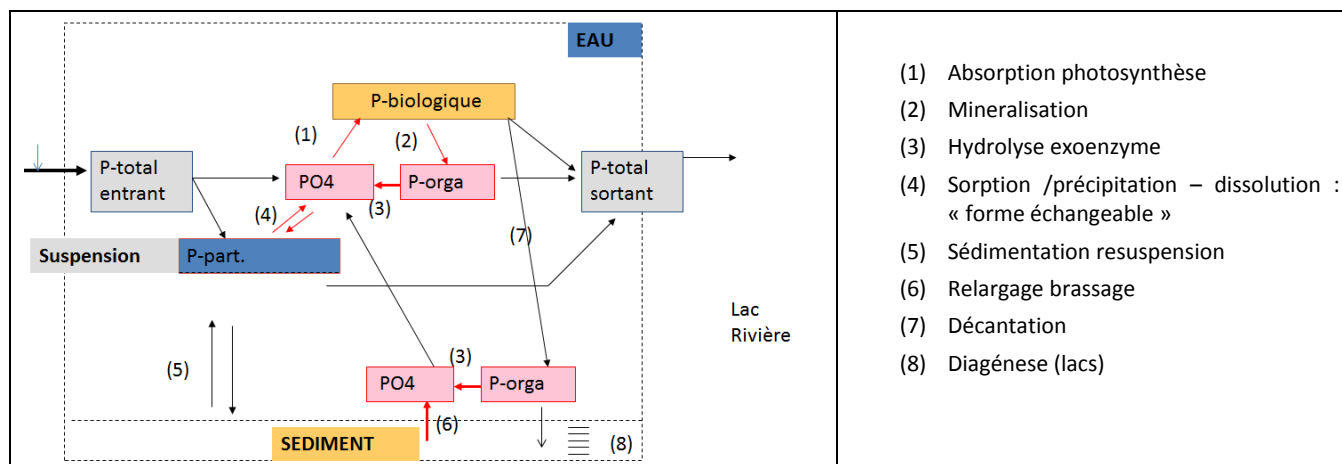 EAU
P-biologique
(1)
(2)
P-total
entrant
PO4
P-orga
P-total
sortant
(3)
(4)
(7)
Suspension
P-part.
Lac
Rivière
(5)
(3)
PO4
P-orga
(6)
SEDIMENT
(8)
(1) Absorption photosynthèse
(2) Mineralisation
(3) Hydrolyse exoenzyme
(4) Sorption /précipitation – dissolution :
« forme échangeable »
(5) Sédimentation resuspension
(6) Relargage brassage
(7) Décantation
(8) Diagénese (lacs)